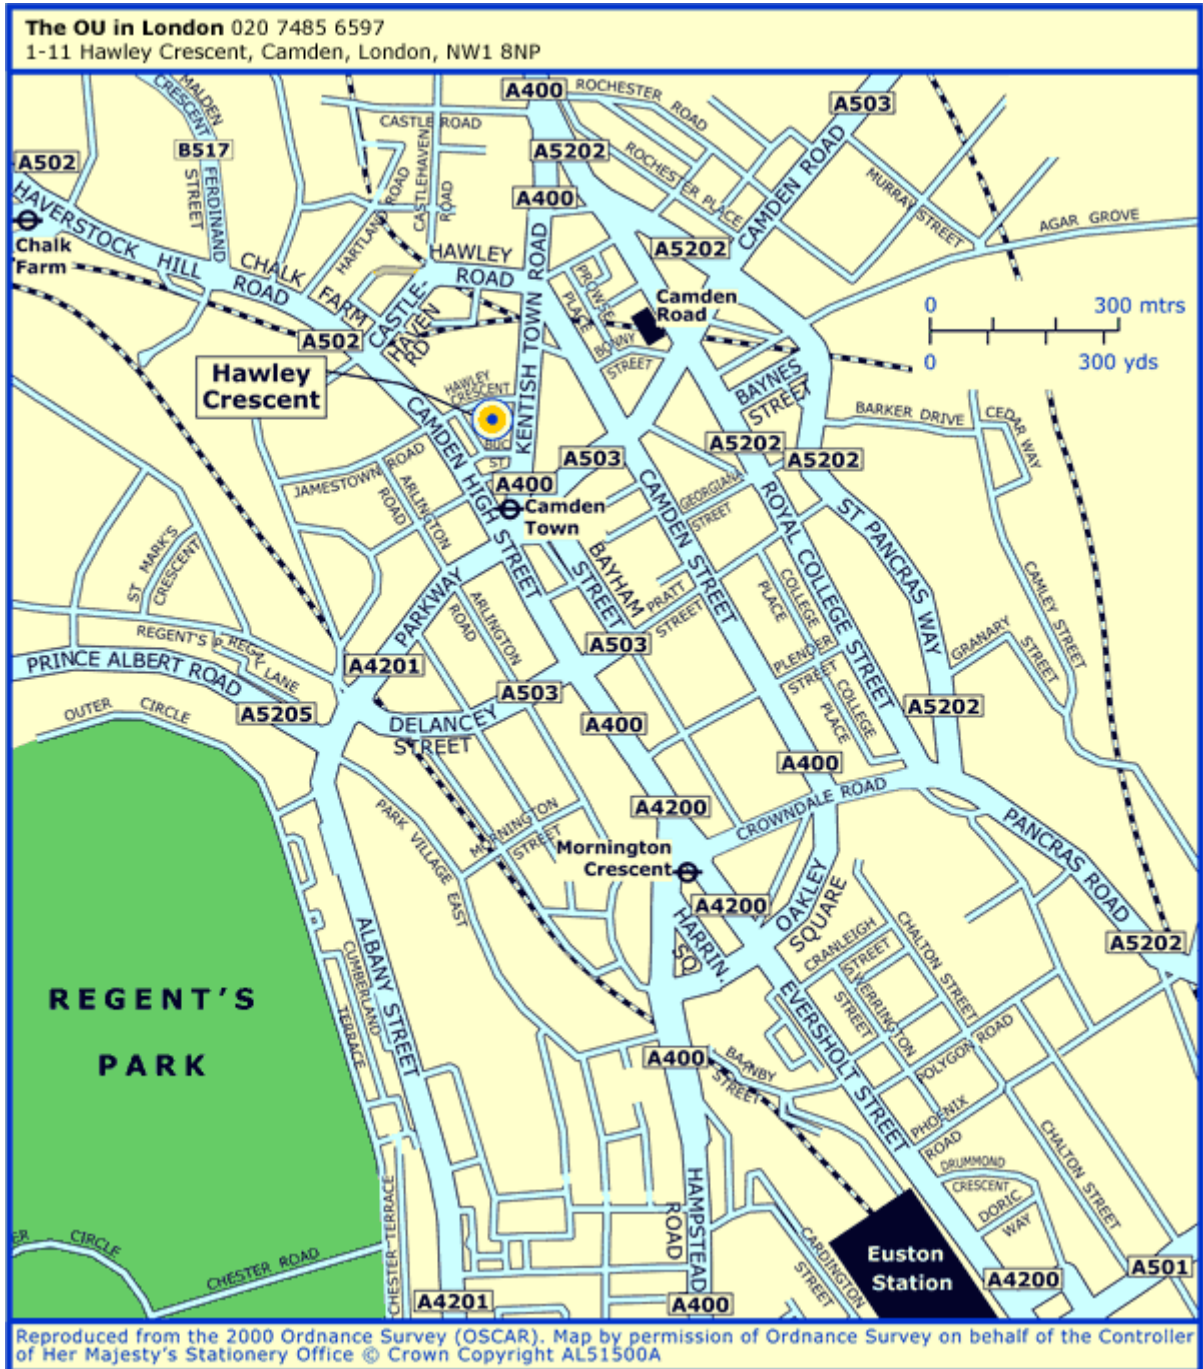 The OU in London 020 7485 6597
1-11 Hawley Crescent, Camden, London, NW1 8NP
A400
ROCHESTER ROAD
A503
MALDEN
CRESCENT
CASTLE ROAD
B517
A5202
ROCHESTER PLACE
CAMDEN ROAD
A502
FERDINAND
STREET
CASTLEHAVEN
ROAD
HARTLAND ROAD
A400
MURRAY STREET
AGAR GROVE
HAVERSTOCK HILL
Chalk
Farm
CHALK
FARM
ROAD
HAWLEY
ROAD
KENTISH TOWN ROAD
A5202
PROWSE
PLACE
Camden
Road
0 300 mtrs
0 300 yds
A502
CASTLE-
HAVEN
RD
BONNY
STREET
Hawley
Crescent
HAWLEY
CRESCENT
BAYNES
STREET
BARKER DRIVE
CEDAR WAY
BUC
ST
CAMDEN HIGH STREET
A503
A5202
A5202
JAMESTOWN ROAD
ARLINGTON
ROAD
A400
Camden
Town
GEORGIANA
STREET
CAMDEN STREET
ROYAL COLLEGE STREET
ST PANCRAS WAY
ST MARK'S
CRESCENT
BAYHAM
STREET
PRATT
STREET
COLLEGE
PLACE
CAMLEY STREET
PARKWAY
ARLINGTON
ROAD
A503
PLENDER
STREET
GRANARY
STREET
REGENT'S
P
REGT
LANE
PRINCE ALBERT ROAD
A4201
A503
COLLEGE
PLACE
A5202
OUTER CIRCLE
A5205
DELANCEY
STREET
A400
A400
A4200
CROWNDALE ROAD
PARK VILLAGE EAST
MORNINGTON
STREET
Mornington
Crescent
PANCRAS ROAD
A4200
OAKLEY
SQUARE
HARRIN.
SQ
CRANLEIGH
STREET
CHALTON STREET
A5202
ALBANY STREET
CUMBERLAND
TERRACE
REGENT'S
PARK
WERRINGTON
STREET
EVERSHOLT STREET
POLYGON ROAD
A400
BARNBY
STREET
PHOENIX
ROAD
CHALTON STREET
DRUMMOND
CRESCENT
DORIC
WAY
CHESTER TERRACE
HAMPSTEAD
ROAD
CARDINGTON
STREET
ER CIRCLE
CHESTER ROAD
Euston
Station
A4200
A501
A4201
A400
Reproduced from the 2000 Ordnance Survey (OSCAR). Map by permission of Ordnance Survey on behalf of the Controller
of Her Majesty's Stationery Office © Crown Copyright AL51500A